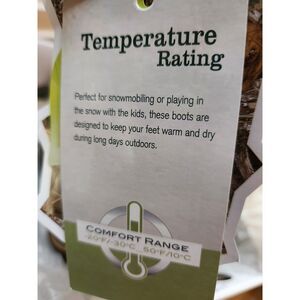 Temperature
Rating
Perfect for snowmobiling or playing in
the snow with the kids, these boots are
designed to keep your feet warm and dry
during long days outdoors.
COMFORT RANGE
-20°F/-30°C 50°F/10°C